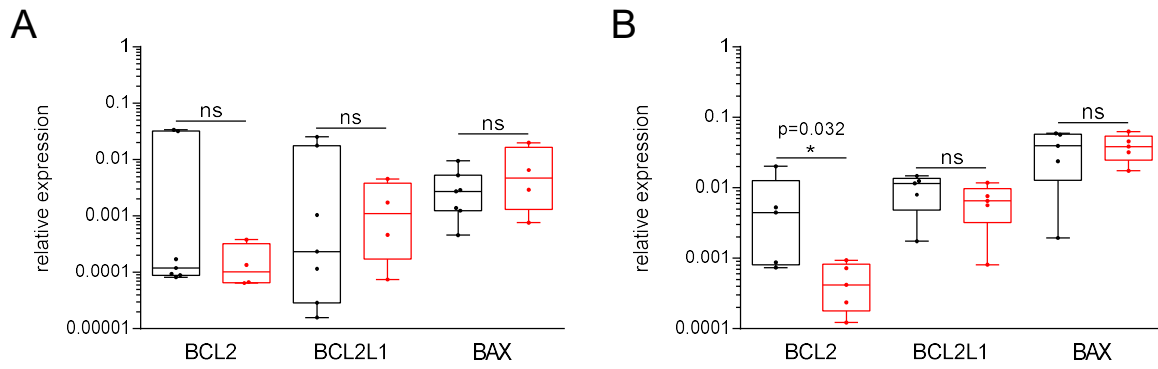 A
relative expression
1
0.1
0.01
0.001
0.0001
0.00001
ns
ns
ns
BCL2
BCL2L1
BAX
B
relative expression
1
0.1
0.01
0.001
0.0001
p=0.032
*
ns
ns
BCL2
BCL2L1
BAX